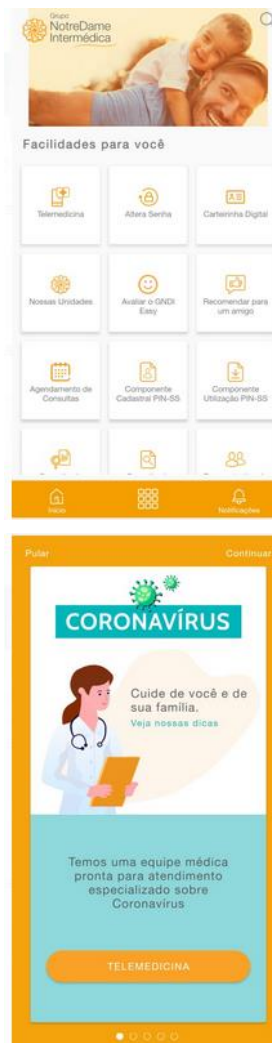 Grupo
NotreDame
Intermédica
Facilidades para você
Telemedicina
Altera Senha
Carteirinha Digital
Nossas Unidades
Avaliar o GNDI
Easy
Recomendar para
um amigo
Agendamento de
Consultas
Componente
Cadastral PIN-SS
Componente
Utilização PIN-SS
Início
Notificações
Pular
Continuar
CORONAVÍRUS
Cuide de você e de
sua família.
Veja nossas dicas
Temos uma equipe médica
pronta para atendimento
especializado sobre
Coronavírus
TELEMEDICINA